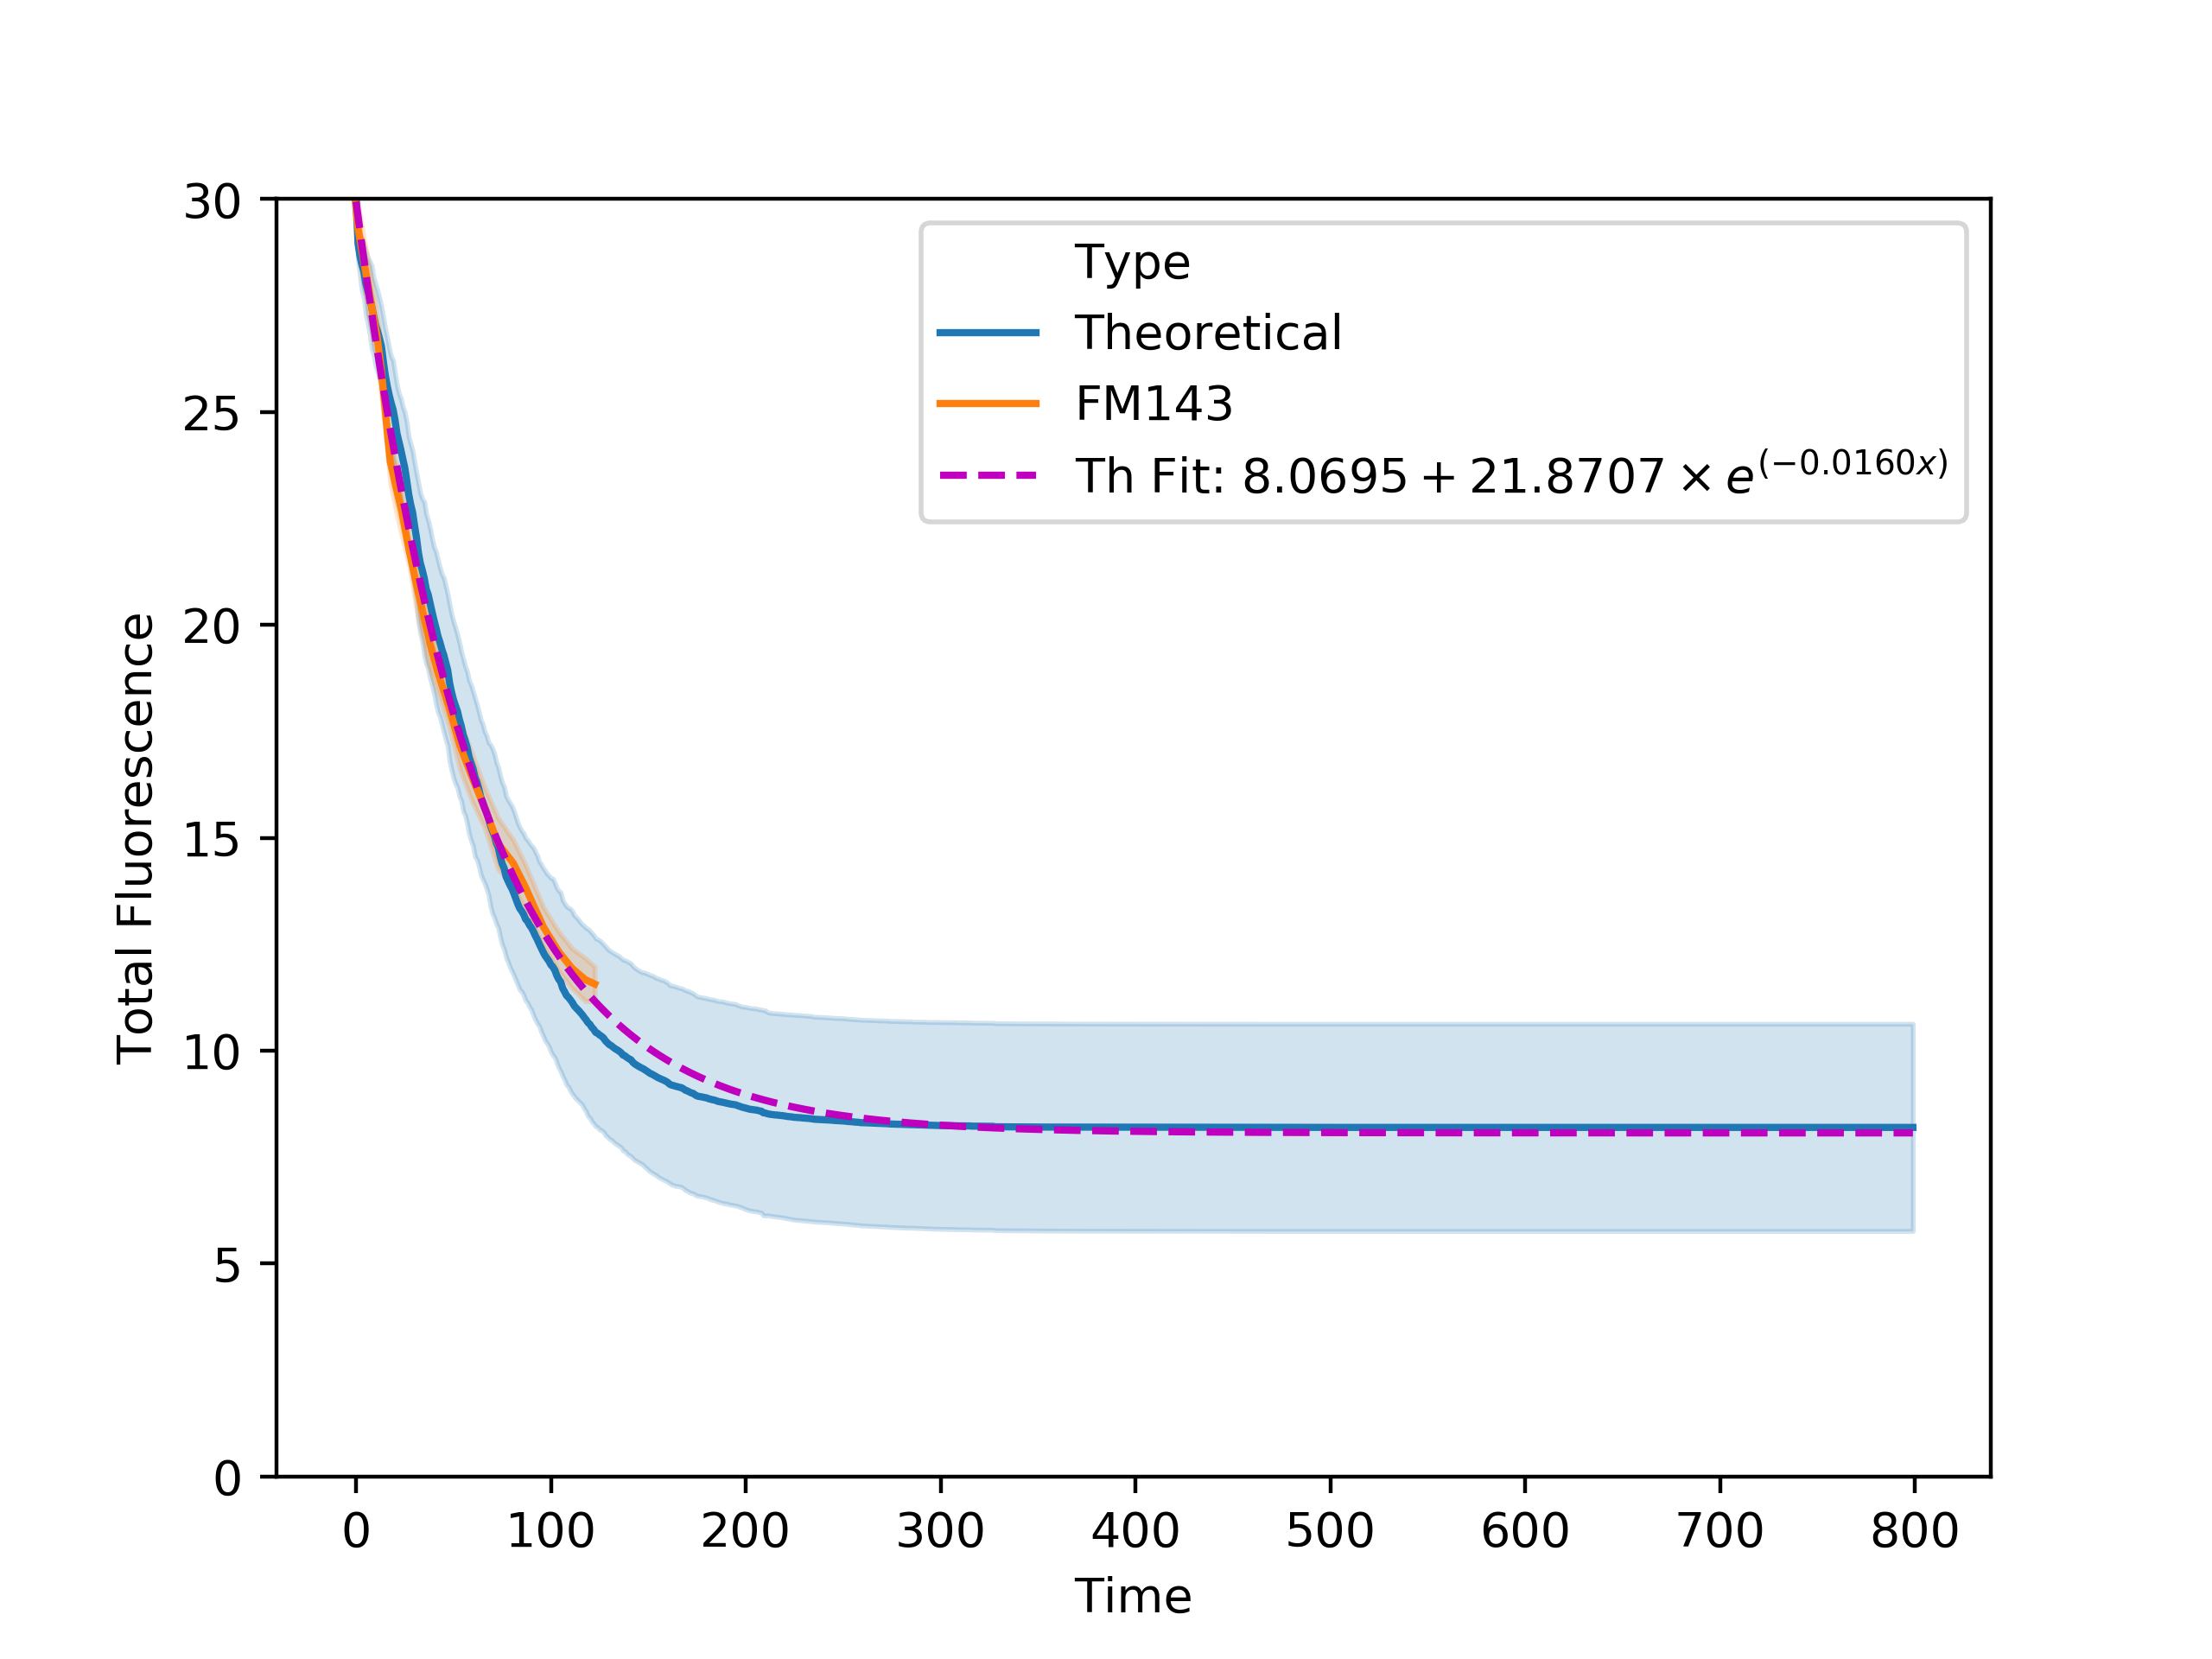 30
25
20
15
10
5
0
Total Fluorescence
Type
Theoretical
FM143
Th Fit: 8.0695 + 21.8707 × e^(−0.0160x)
0 100 200 300 400 500 600 700 800
Time